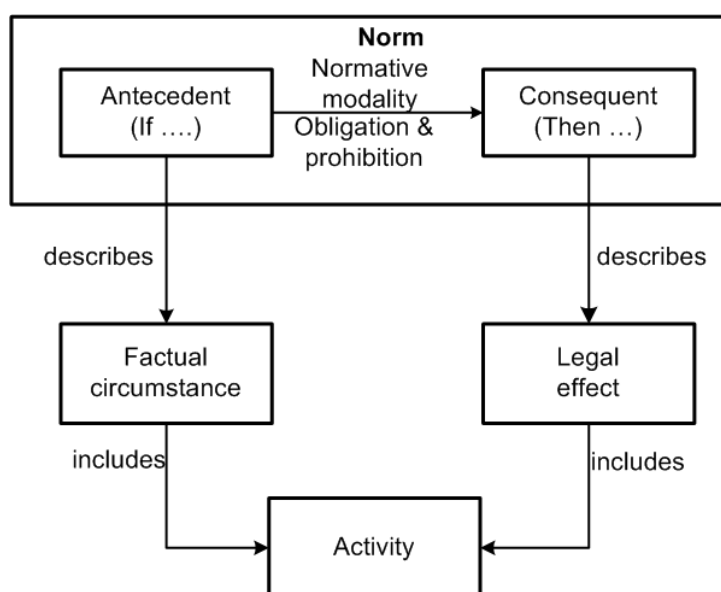 Norm
Normative
modality
Antecedent
(If ....)
Obligation &
prohibition
Consequent
(Then ...)
describes
describes
Factual
circumstance
Legal
effect
includes
includes
Activity